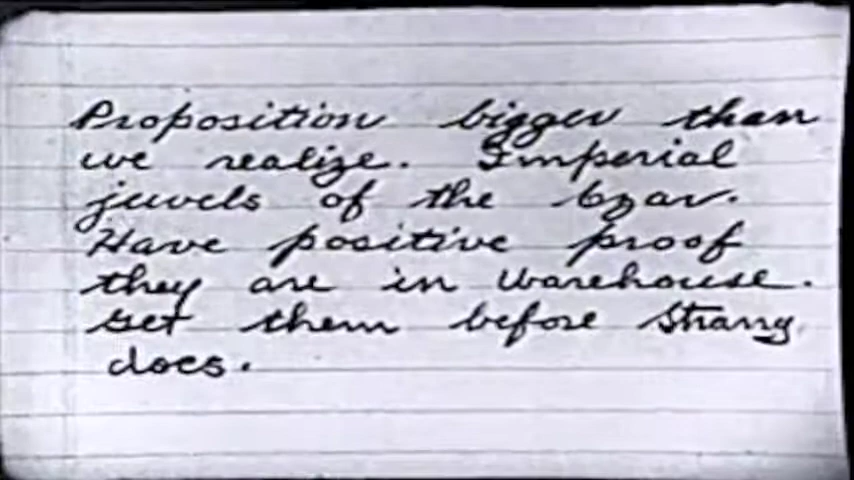 Proposition bigger than
we realize. Imperial
jewels of the Czar.
Have positive proof
they are in warehouse.
Get them before Strang
does.